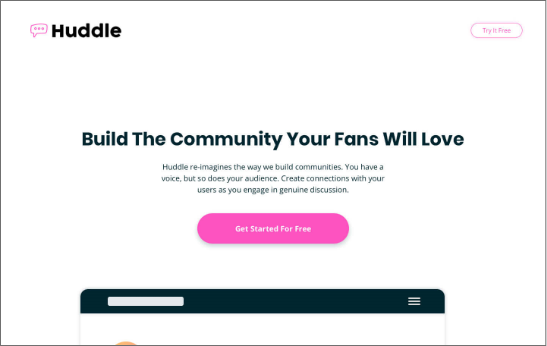 Huddle
Try It Free
Build The Community Your Fans Will Love
Huddle re-imagines the way we build communities. You have a
voice, but so does your audience. Create connections with your
users as you engage in genuine discussion.
Get Started For Free